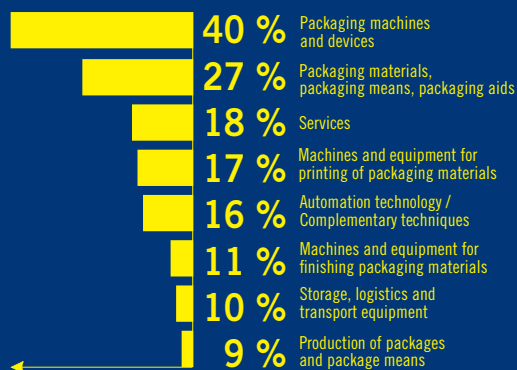 40 % Packaging machines
and devices
27 % Packaging materials,
packaging means, packaging aids
18 % Services
17 % Machines and equipment for
printing of packaging materials
16 % Automation technology /
Complementary techniques
11 % Machines and equipment for
finishing packaging materials
10 % Storage, logistics and
transport equipment
9 % Production of packages
and package means